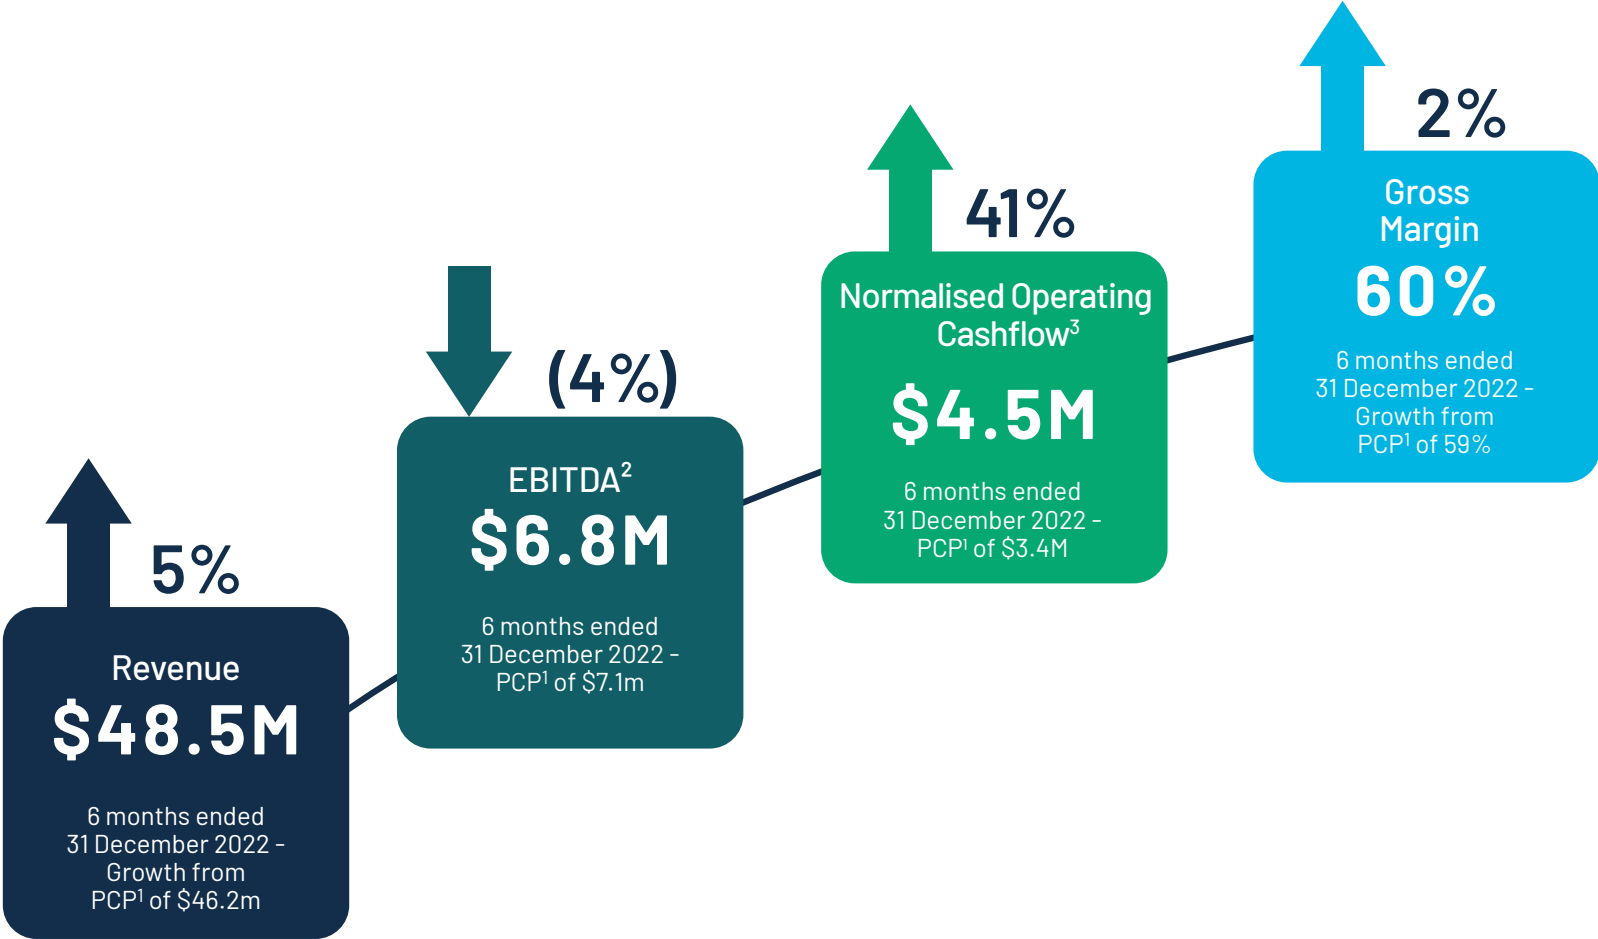 5%
Revenue
$48.5M
6 months ended
31 December 2022 -
Growth from
PCP¹ of $46.2m
(4%)
EBITDA²
$6.8M
6 months ended
31 December 2022 -
PCP¹ of $7.1m
41%
Normalised Operating
Cashflow³
$4.5M
6 months ended
31 December 2022 -
PCP¹ of $3.4M
2%
Gross
Margin
60%
6 months ended
31 December 2022 -
Growth from
PCP¹ of 59%